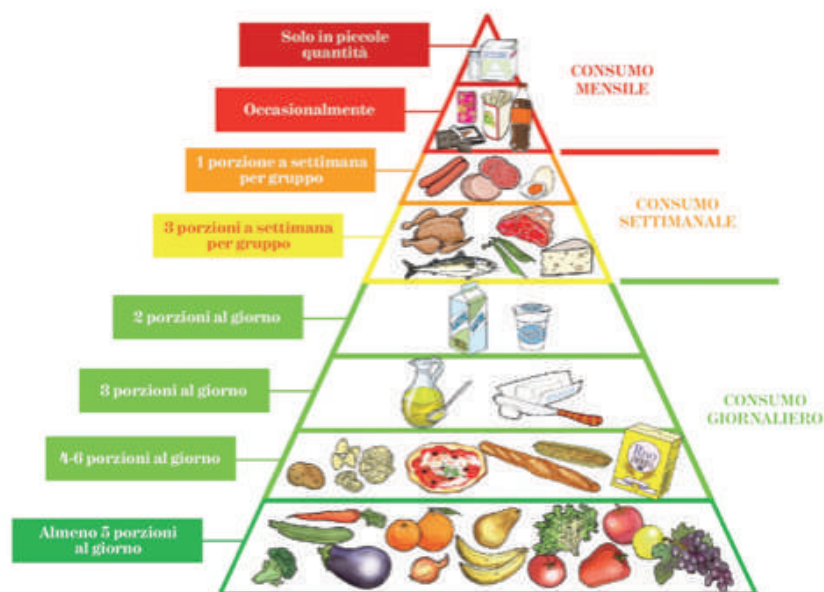 Solo in piccole
quantità
CONSUMO
MENSILE
Occasionalmente
1 porzione a settimana
per gruppo
CONSUMO
SETTIMANALE
3 porzioni a settimana
per gruppo
2 porzioni al giorno
3 porzioni al giorno
CONSUMO
GIORNALIERO
4-6 porzioni al giorno
Riso
Almeno 5 porzioni
al giorno